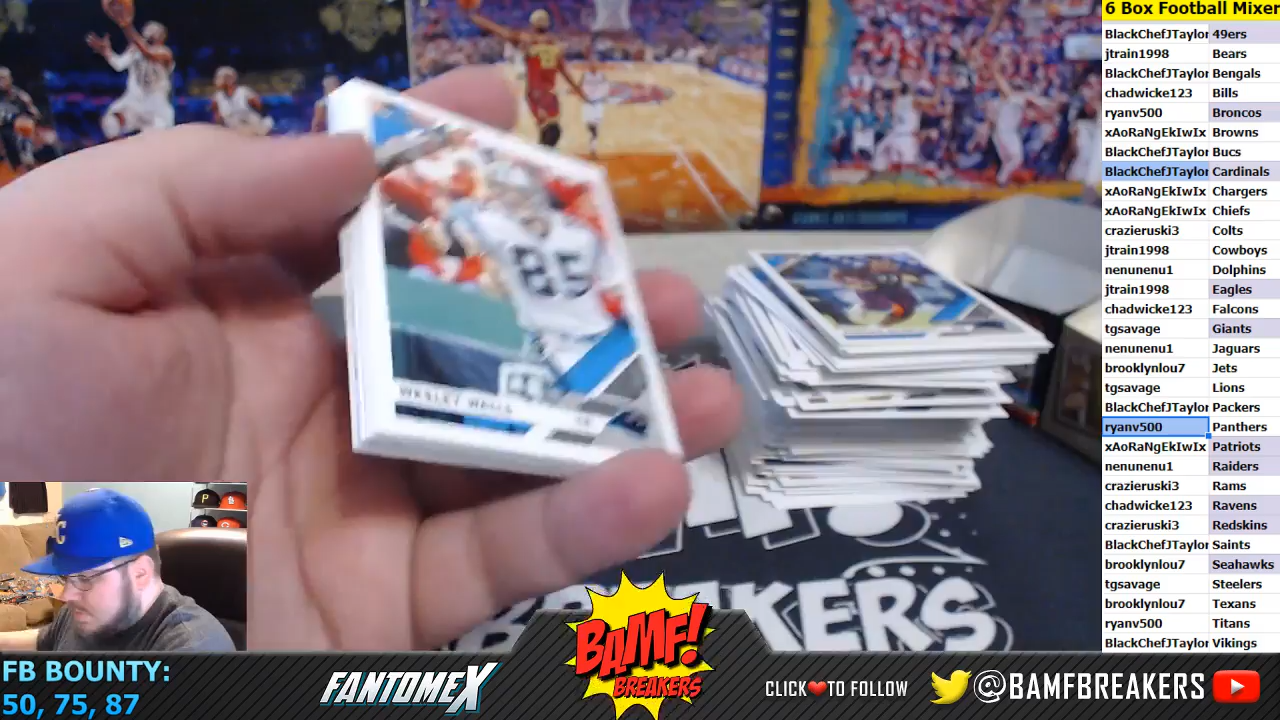 6 Box Football Mixer
BlackChefJTaylor 49ers
jtrain1998 Bears
BlackChefJTaylor Bengals
chadwicke123 Bills
ryanv500 Broncos
xAoRaNgEkIwIx Browns
BlackChefJTaylor Bucs
BlackChefJTaylor Cardinals
xAoRaNgEkIwIx Chargers
xAoRaNgEkIwIx Chiefs
crazieruski3 Colts
jtrain1998 Cowboys
nenunenu1 Dolphins
jtrain1998 Eagles
chadwicke123 Falcons
tgsavage Giants
nenunenu1 Jaguars
brooklynlou7 Jets
tgsavage Lions
BlackChefJTaylor Packers
ryanv500 Panthers
xAoRaNgEkIwIx Patriots
nenunenu1 Raiders
crazieruski3 Rams
chadwicke123 Ravens
crazieruski3 Redskins
BlackChefJTaylor Saints
brooklynlou7 Seahawks
tgsavage Steelers
brooklynlou7 Texans
ryanv500 Titans
BlackChefJTaylor Vikings
85
WESLEY WALLS
FB BOUNTY:
50, 75, 87
FANTOMEX
BAMF!
BREAKERS
CLICK❤TO FOLLOW
@BAMFBREAKERS